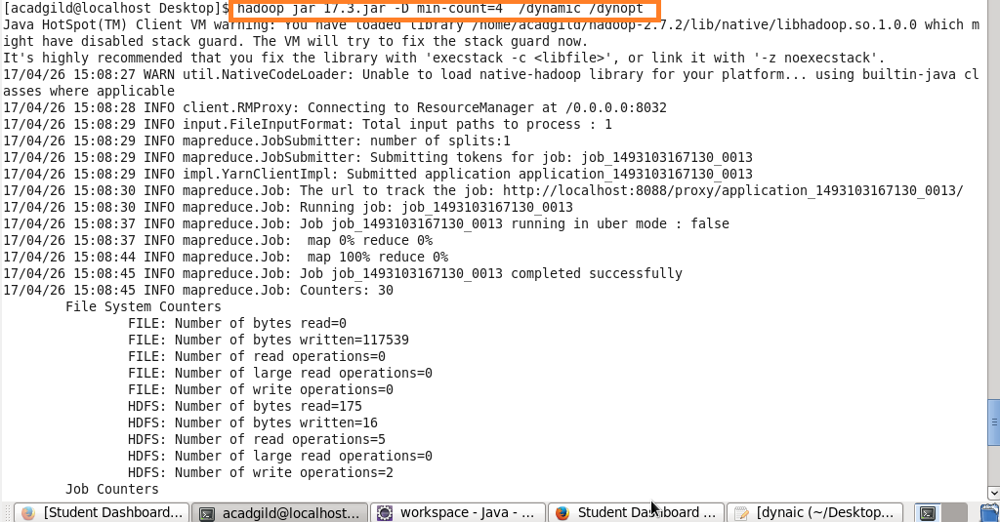 [acadgild@localhost Desktop]$ hadoop jar 17.3.jar -D min-count=4  /dynamic /dynopt
Java HotSpot(TM) Client VM warning: You have loaded library /home/acadgild/hadoop-2.7.2/lib/native/libhadoop.so.1.0.0 which m
ight have disabled stack guard. The VM will try to fix the stack guard now.
It's highly recommended that you fix the library with 'execstack -c <libfile>', or link it with '-z noexecstack'.
17/04/26 15:08:27 WARN util.NativeCodeLoader: Unable to load native-hadoop library for your platform... using builtin-java cl
asses where applicable
17/04/26 15:08:28 INFO client.RMProxy: Connecting to ResourceManager at /0.0.0.0:8032
17/04/26 15:08:29 INFO input.FileInputFormat: Total input paths to process : 1
17/04/26 15:08:29 INFO mapreduce.JobSubmitter: number of splits:1
17/04/26 15:08:29 INFO mapreduce.JobSubmitter: Submitting tokens for job: job_1493103167130_0013
17/04/26 15:08:29 INFO impl.YarnClientImpl: Submitted application application_1493103167130_0013
17/04/26 15:08:30 INFO mapreduce.Job: The url to track the job: http://localhost:8088/proxy/application_1493103167130_0013/
17/04/26 15:08:30 INFO mapreduce.Job: Running job: job_1493103167130_0013
17/04/26 15:08:37 INFO mapreduce.Job: Job job_1493103167130_0013 running in uber mode : false
17/04/26 15:08:37 INFO mapreduce.Job:  map 0% reduce 0%
17/04/26 15:08:44 INFO mapreduce.Job:  map 100% reduce 0%
17/04/26 15:08:45 INFO mapreduce.Job: Job job_1493103167130_0013 completed successfully
17/04/26 15:08:45 INFO mapreduce.Job: Counters: 30
File System Counters
FILE: Number of bytes read=0
FILE: Number of bytes written=117539
FILE: Number of read operations=0
FILE: Number of large read operations=0
FILE: Number of write operations=0
HDFS: Number of bytes read=175
HDFS: Number of bytes written=16
HDFS: Number of read operations=5
HDFS: Number of large read operations=0
HDFS: Number of write operations=2
Job Counters
[Student Dashboard... acadgild@localhost... workspace - Java - ... Student Dashboard ... [dynaic (~/Desktop...